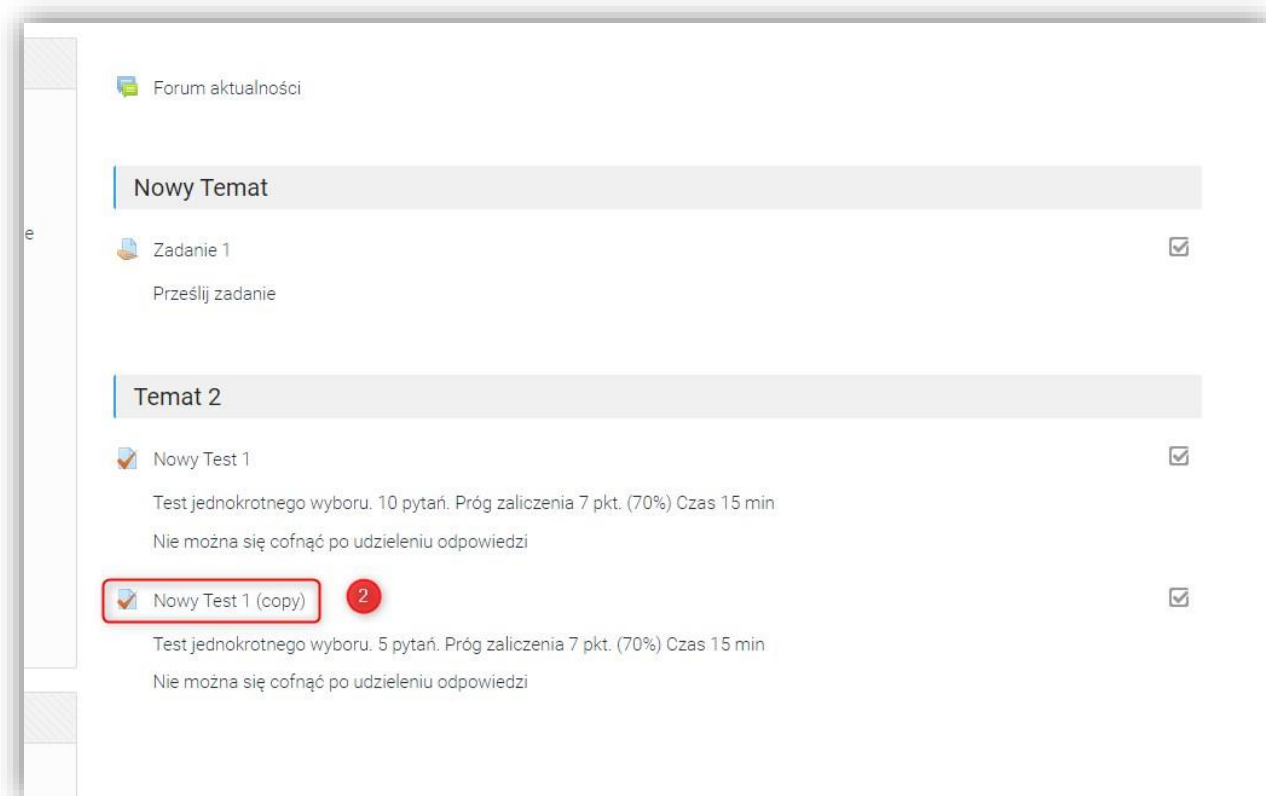 Forum aktualności
Nowy Temat
e
Zadanie 1
Prześlij zadanie
Temat 2
Nowy Test 1
Test jednokrotnego wyboru. 10 pytań. Próg zaliczenia 7 pkt. (70%) Czas 15 min
Nie można się cofnąć po udzieleniu odpowiedzi
Nowy Test 1 (copy) 2
Test jednokrotnego wyboru. 5 pytań. Próg zaliczenia 7 pkt. (70%) Czas 15 min
Nie można się cofnąć po udzieleniu odpowiedzi